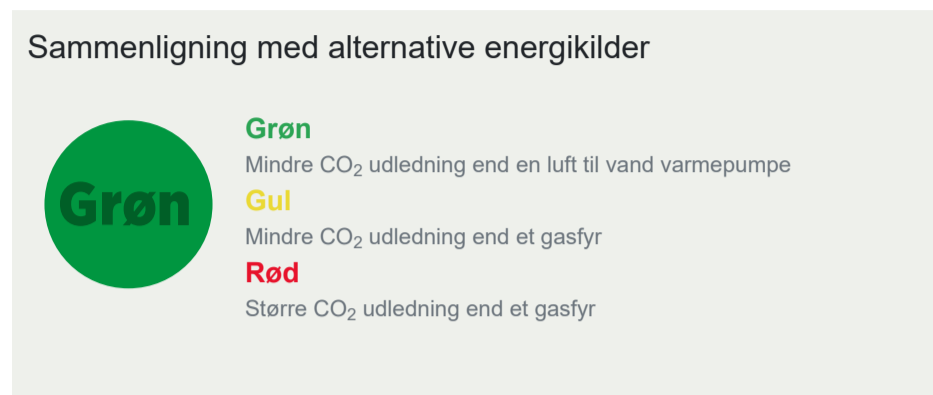 Sammenligning med alternative energikilder
Grøn
Grøn
Mindre CO₂ udledning end en luft til vand varmepumpe
Gul
Mindre CO₂ udledning end et gasfyr
Rød
Større CO₂ udledning end et gasfyr